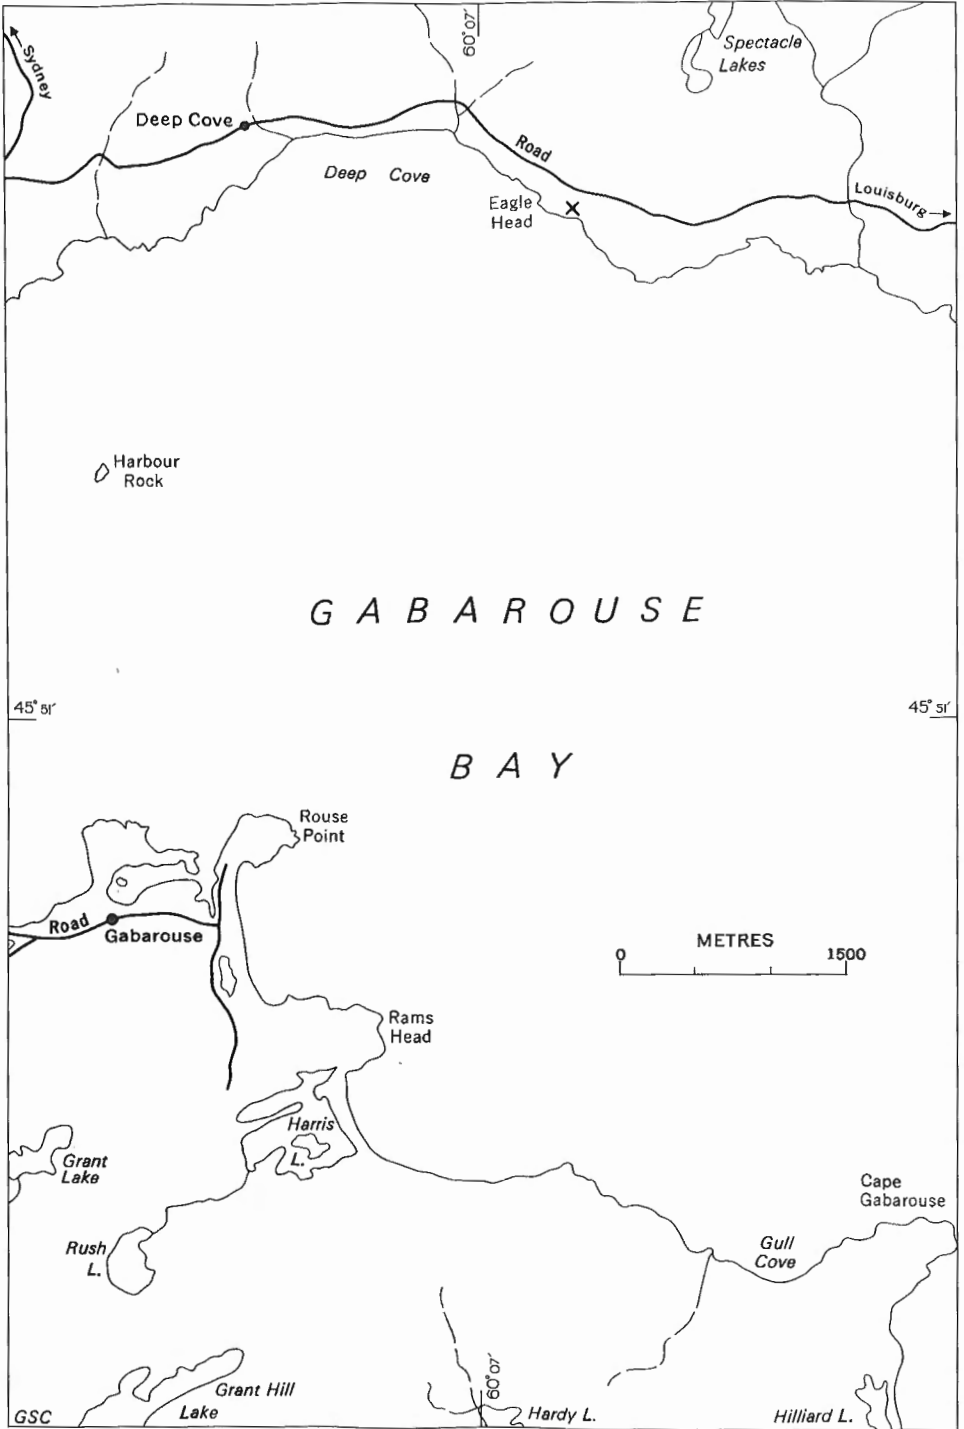 Sydney
60° 07'
Spectacle
Lakes
Deep Cove
Road
Deep Cove
Louisburg
Eagle
Head
X
Harbour
Rock
GABAROUSE
45° 51'
45° 51'
BAY
Rouse
Point
Road
Gabarouse
METRES
0 1500
Rams
Head
Harris
L.
Grant
Lake
Cape
Gabarouse
Rush
L.
Gull
Cove
60° 07'
Grant Hill
Lake
GSC
Hardy L.
Hilliard L.